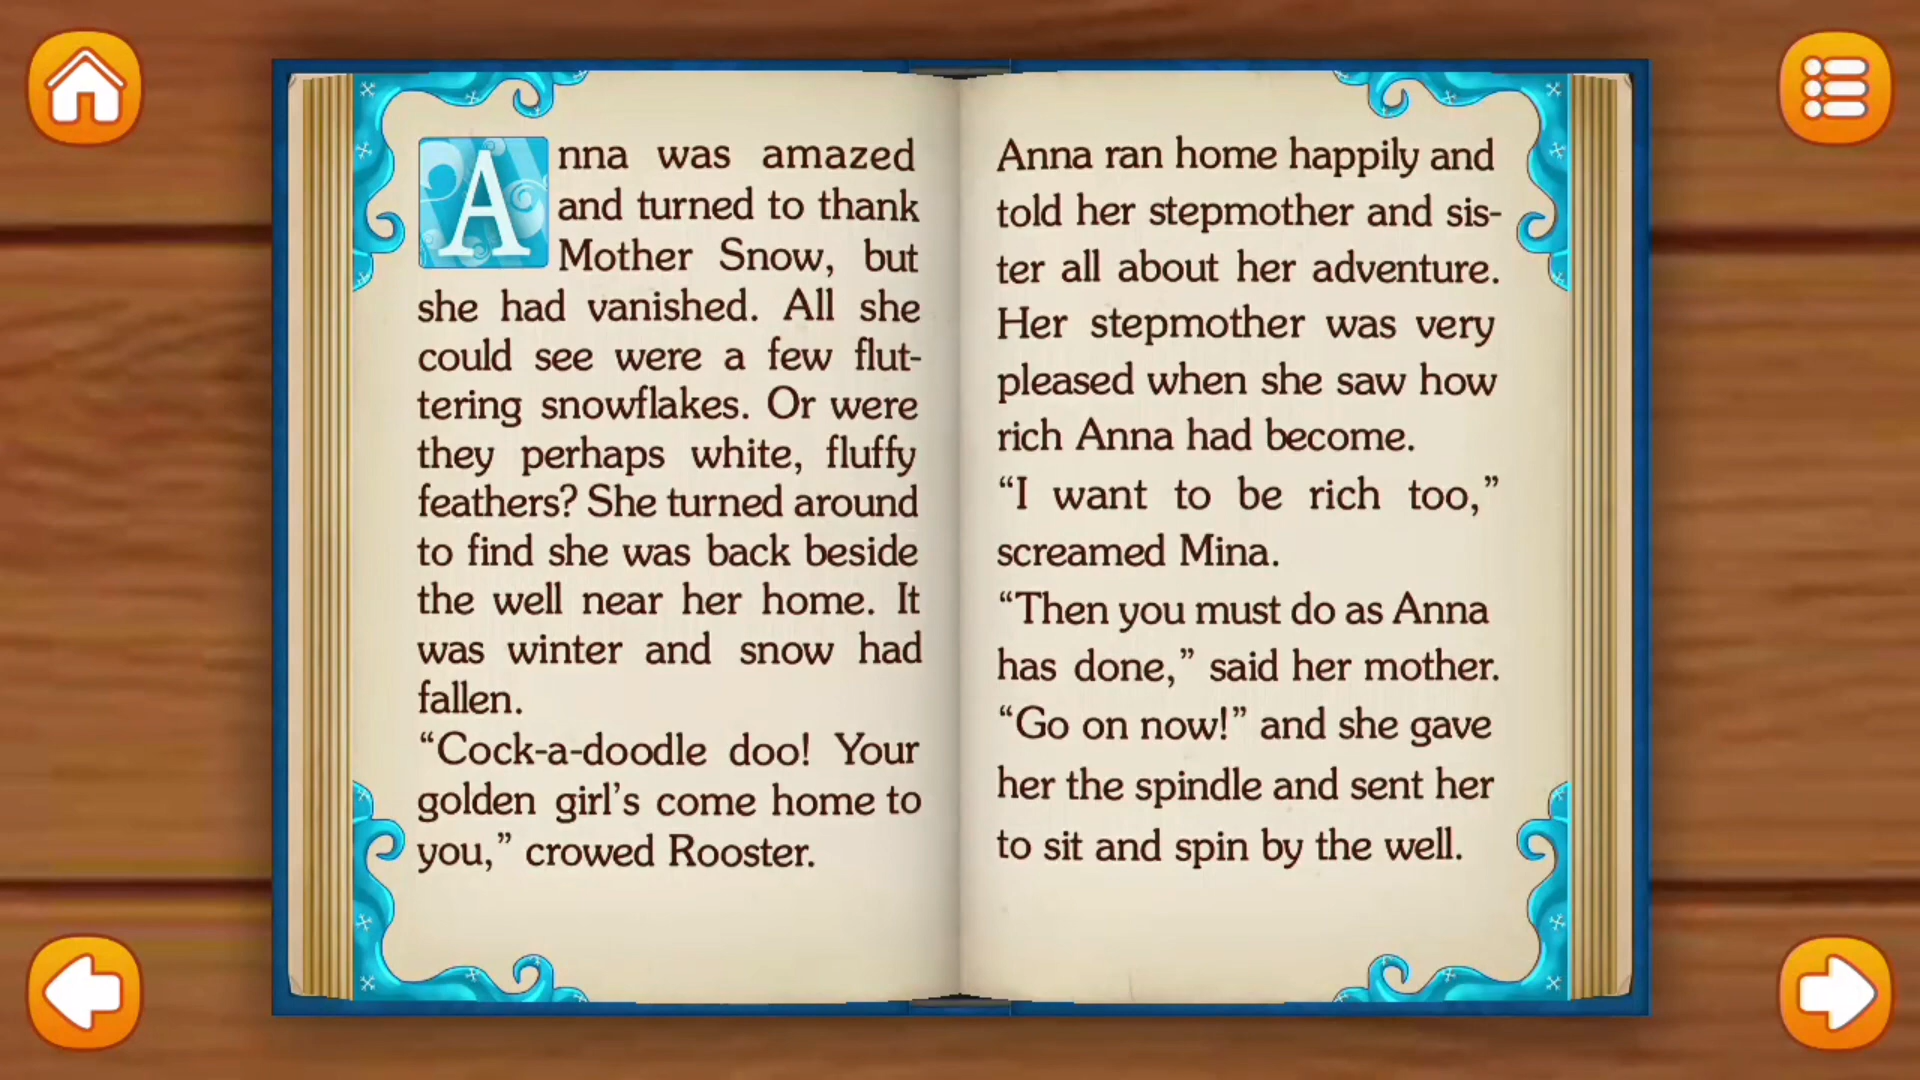 Anna was amazed
and turned to thank
Mother Snow, but
she had vanished. All she
could see were a few flut-
tering snowflakes. Or were
they perhaps white, fluffy
feathers? She turned around
to find she was back beside
the well near her home. It
was winter and snow had
fallen.
“Cock-a-doodle doo! Your
golden girl’s come home to
you,” crowed Rooster.
Anna ran home happily and
told her stepmother and sis-
ter all about her adventure.
Her stepmother was very
pleased when she saw how
rich Anna had become.
“I want to be rich too,”
screamed Mina.
“Then you must do as Anna
has done,” said her mother.
“Go on now!” and she gave
her the spindle and sent her
to sit and spin by the well.